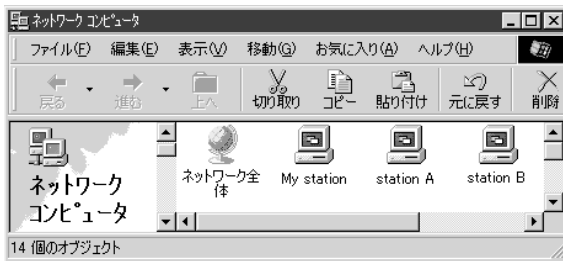 ネットワーク コンピュータ
ファイル(F) 編集(E) 表示(V) 移動(G) お気に入り(A) ヘルプ(H)
戻る 進む 上へ 切り取り コピー 貼り付け 元に戻す 削除
ネットワーク
コンピュータ
ネットワーク全
体
My station
station A
station B
14 個のオブジェクト